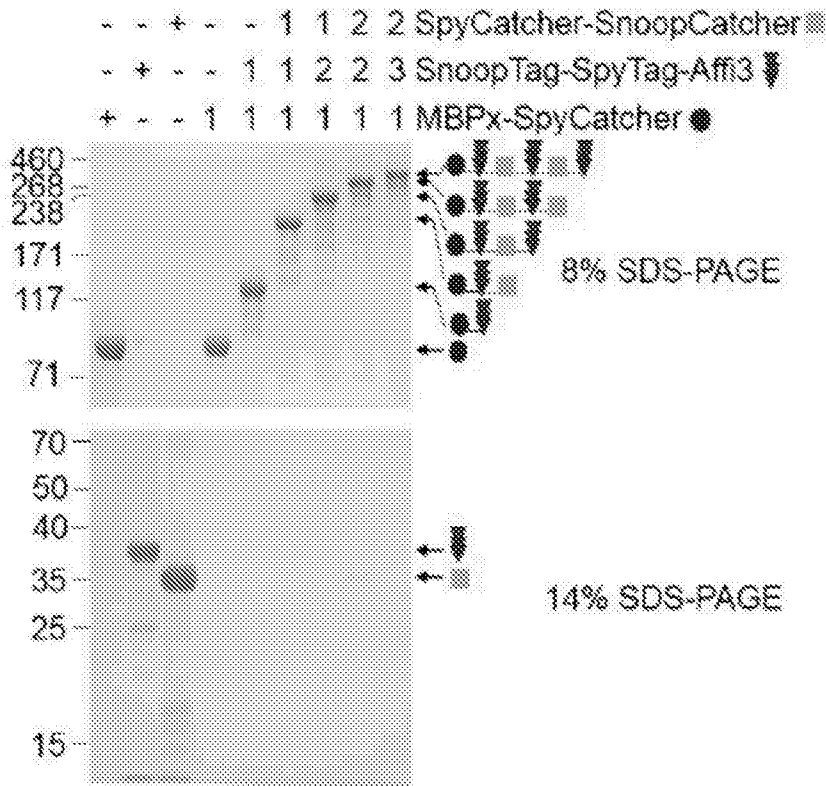 - - + - - 1 1 2 2 SpyCatcher-SnoopCatcher
- + - - 1 1 2 2 3 SnoopTag-SpyTag-Affi3
+ - - 1 1 1 1 1 1 MBPx-SpyCatcher
460
268
238
171
117
71
8% SDS-PAGE
70
50
40
35
25
15
14% SDS-PAGE